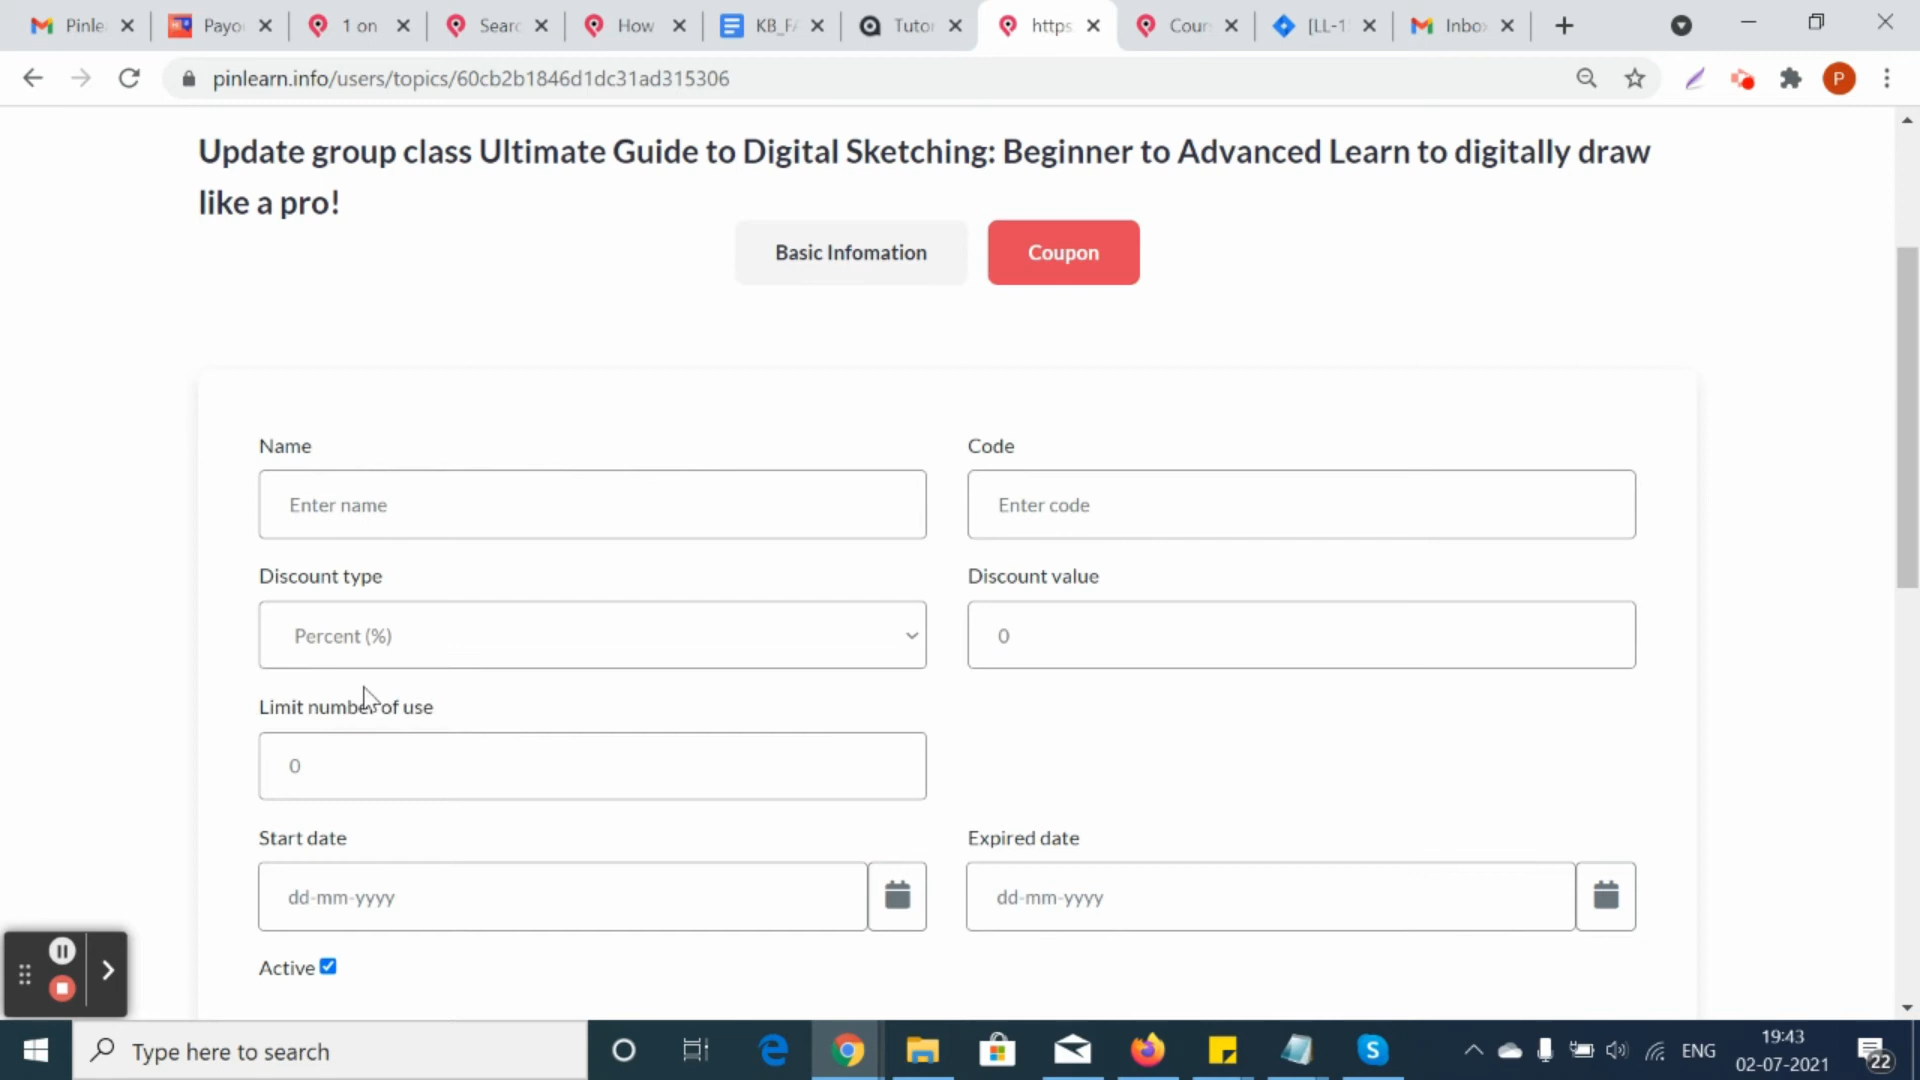 Pinle
Payo
1 on
Searc
How
KB_FA
Tutor
https:
Cours
[LL-1
Inbox
pinlearn.info/users/topics/60cb2b1846d1dc31ad315306
P
Update group class Ultimate Guide to Digital Sketching: Beginner to Advanced Learn to digitally draw
like a pro!
Basic Infomation
Coupon
Name
Code
Enter name
Enter code
Discount type
Discount value
Percent (%)
0
Limit number of use
0
Start date
Expired date
dd-mm-yyyy
dd-mm-yyyy
Active
Type here to search
ENG
19:43
02-07-2021
22